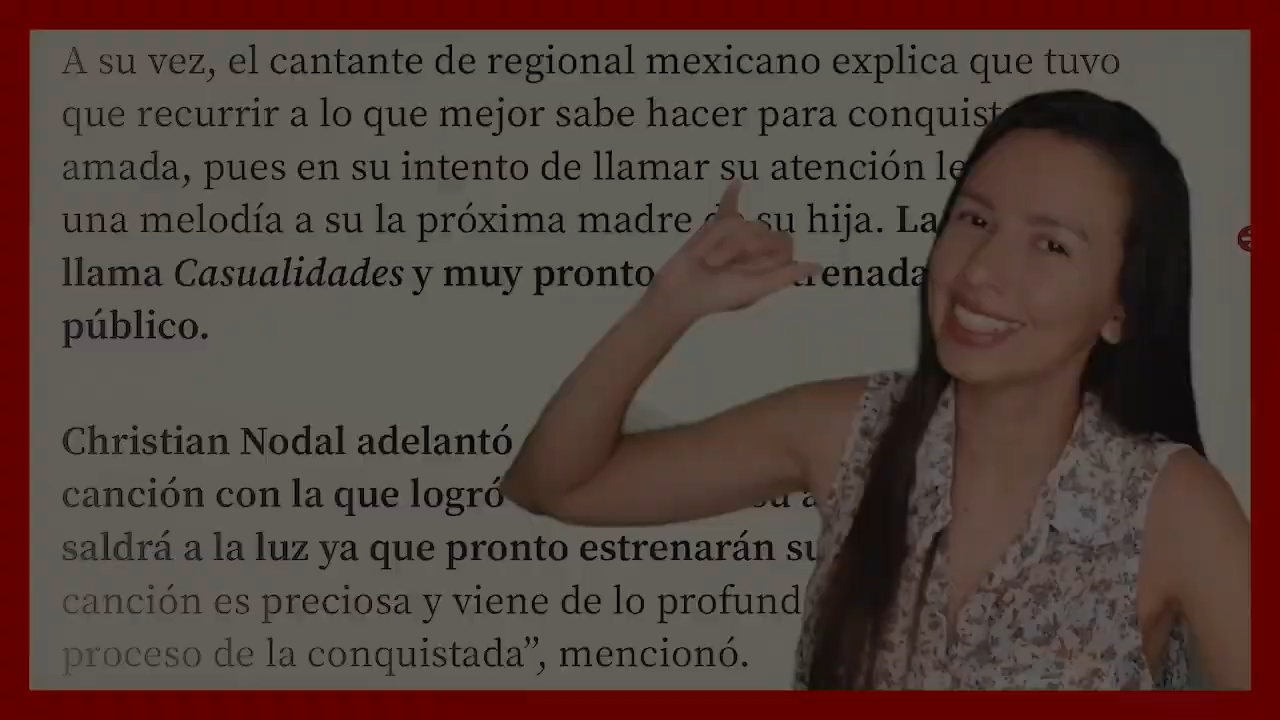 A su vez, el cantante de regional mexicano explica que tuvo
que recurrir a lo que mejor sabe hacer para conquist
amada, pues en su intento de llamar su atención le
una melodía a su la próxima madre de su hija. La
llama Casualidades y muy pronto trenada
público.
Christian Nodal adelantó
canción con la que logró su a
saldrá a la luz ya que pronto estrenarán su
canción es preciosa y viene de lo profund
proceso de la conquistada”, mencionó.